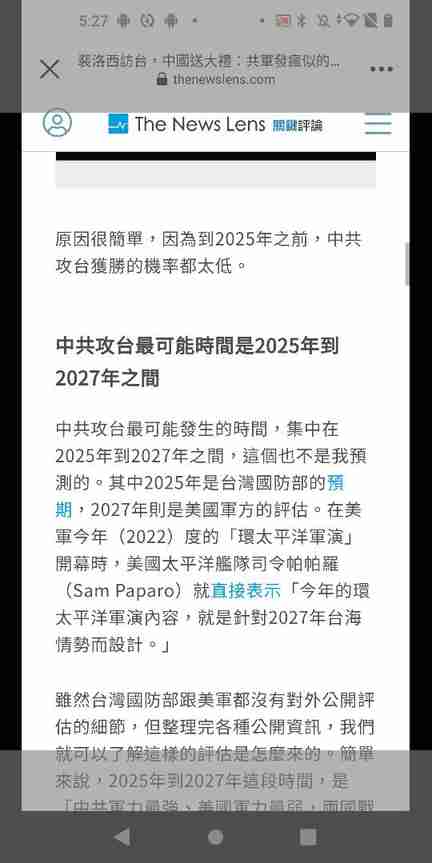 5:27
裴洛西訪台，中國送大禮：共軍發瘋似的...
thenewslens.com
The News Lens 關鍵評論
原因很簡單，因為到2025年之前，中共
攻台獲勝的機率都太低。
中共攻台最可能時間是2025年到
2027年之間
中共攻台最可能發生的時間，集中在
2025年到2027年之間，這個也不是我預
測的。其中2025年是台灣國防部的預
期，2027年則是美國軍方的評估。在美
軍今年（2022）度的「環太平洋軍演」
開幕時，美國太平洋艦隊司令帕帕羅
（Sam Paparo）就直接表示「今年的環
太平洋軍演內容，就是針對2027年台海
情勢而設計。」
雖然台灣國防部跟美軍都沒有對外公開評
估的細節，但整理完各種公開資訊，我們
就可以了解這樣的評估是怎麼來的。簡單
來說，2025年到2027年這段時間，是
「中共軍力最強、美國軍力最弱，兩國戰